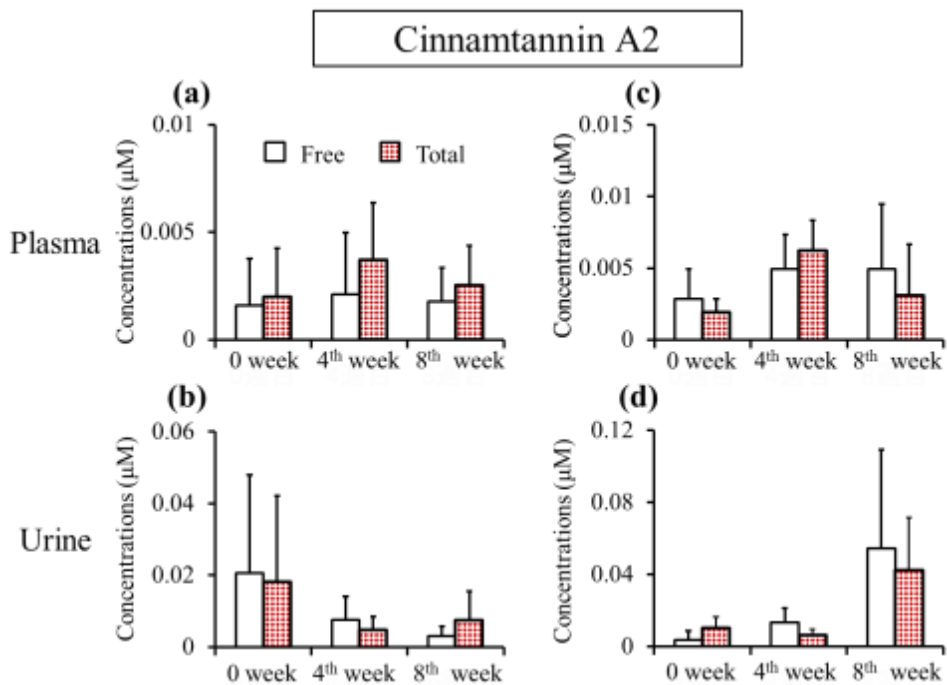 Cinnamtannin A2
(a)
(c)
Plasma
Concentrations (μM)
0.01
0.005
0
Free
Total
0 week
4th week
8th week
Concentrations (μM)
0.015
0.01
0.005
0
0 week
4th week
8th week
(b)
(d)
Urine
Concentrations (μM)
0.06
0.04
0.02
0
0 week
4th week
8th week
Concentrations (μM)
0.12
0.08
0.04
0
0 week
4th week
8th week